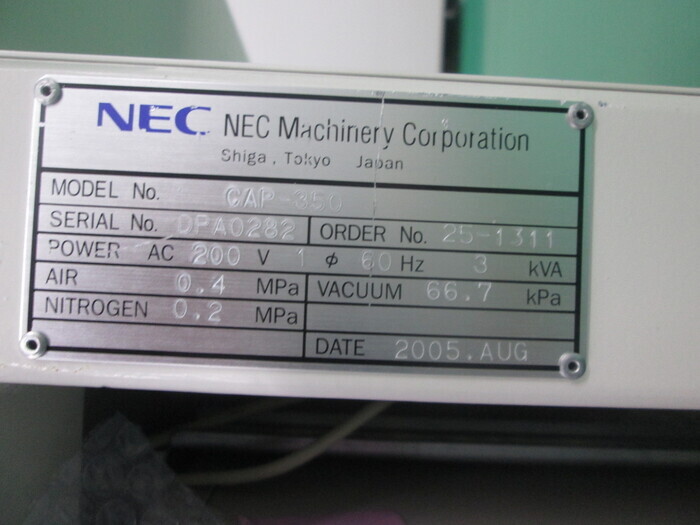 NEC NEC Machinery Corporation
Shiga, Tokyo Japan
MODEL No. CAP-350
SERIAL No. DPA0282 ORDER No. 25-1311
POWER AC 200 V 1 φ 60 Hz 3 kVA
AIR 0.4 MPa VACUUM 66.7 kPa
NITROGEN 0.2 MPa
DATE 2005.AUG